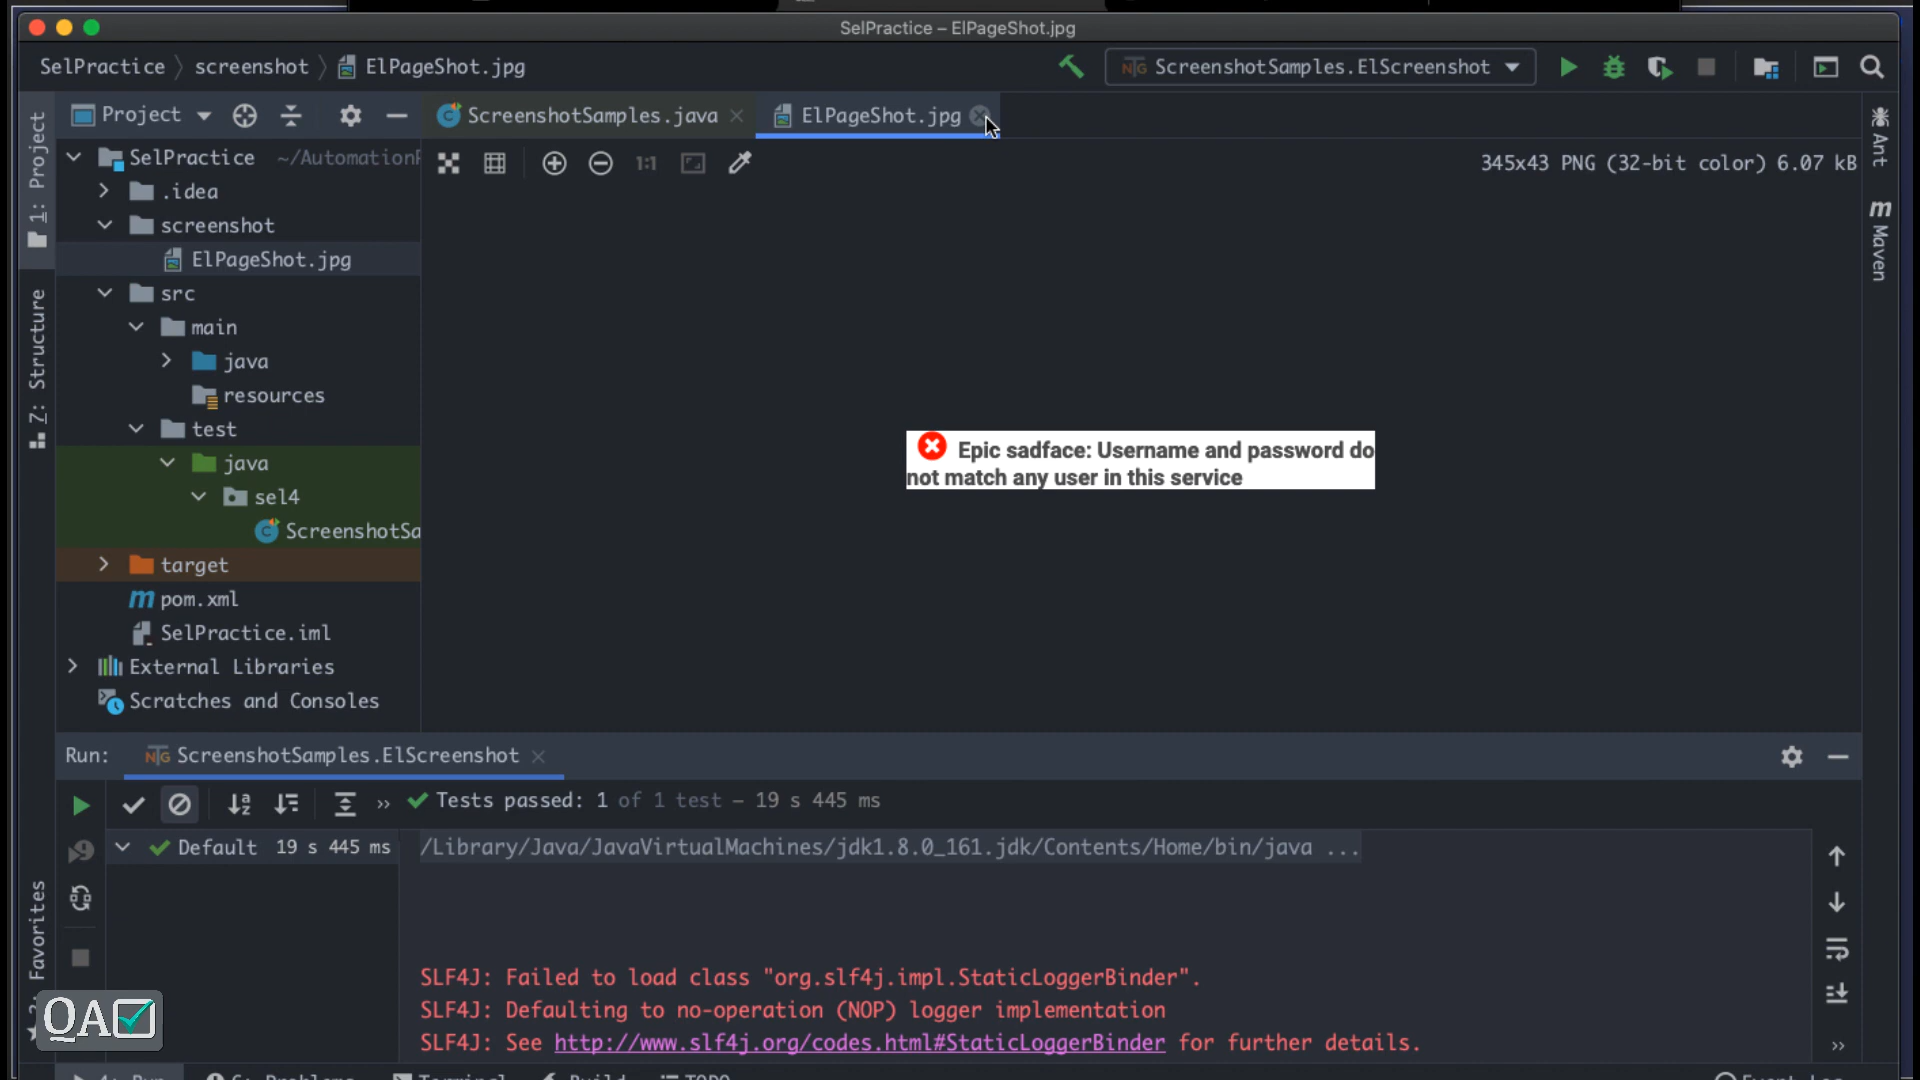 SelPractice – ElPageShot.jpg
SelPractice screenshot ElPageShot.jpg
ScreenshotSamples.ElScreenshot
Project
ScreenshotSamples.java
ElPageShot.jpg
1: Project
SelPractice ~/AutomationF
345x43 PNG (32-bit color) 6.07 kB
1:1
.idea
screenshot
ElPageShot.jpg
src
main
java
resources
test
java
sel4
ScreenshotSa
target
pom.xml
SelPractice.iml
External Libraries
Scratches and Consoles
Z: Structure
Ant
Maven
Epic sadface: Username and password do
not match any user in this service
Run: ScreenshotSamples.ElScreenshot
Tests passed: 1 of 1 test – 19 s 445 ms
Default 19 s 445 ms
/Library/Java/JavaVirtualMachines/jdk1.8.0_161.jdk/Contents/Home/bin/java ...
SLF4J: Failed to load class "org.slf4j.impl.StaticLoggerBinder".
SLF4J: Defaulting to no-operation (NOP) logger implementation
SLF4J: See http://www.slf4j.org/codes.html#StaticLoggerBinder for further details.
Favorites
QA